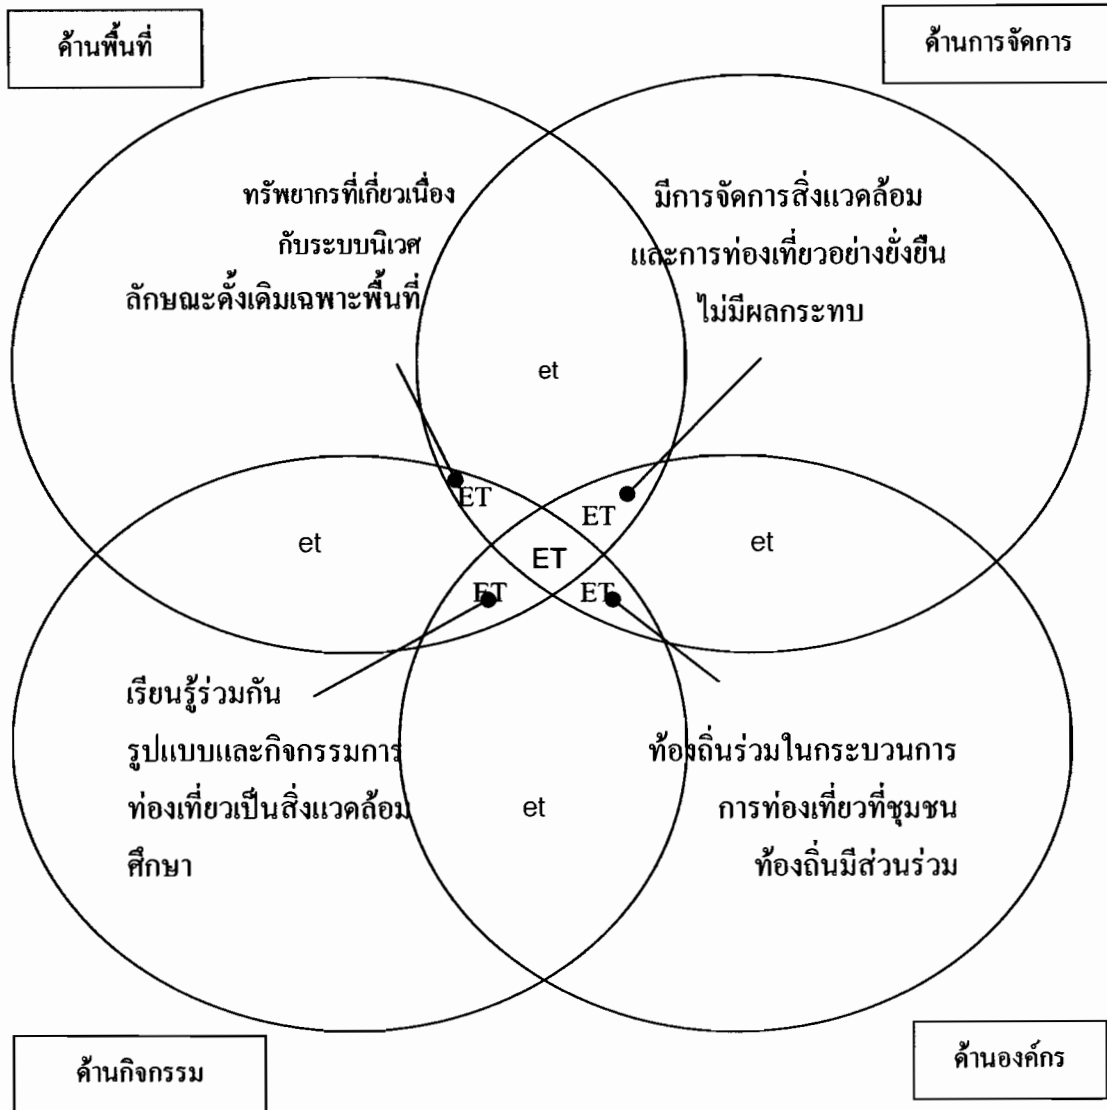 ด้านพื้นที่
ด้านการจัดการ
ทรัพยากรที่เกี่ยวเนื่อง
กับระบบนิเวศ
ลักษณะดั้งเดิมเฉพาะพื้นที่
มีการจัดการสิ่งแวดล้อม
และการท่องเที่ยวอย่างยั่งยืน
ไม่มีผลกระทบ
et
ET
ET
et
ET
et
ET
ET
เรียนรู้ร่วมกัน
รูปแบบและกิจกรรมการ
ท่องเที่ยวเป็นสิ่งแวดล้อม
ศึกษา
et
ท้องถิ่นร่วมในกระบวนการ
การท่องเที่ยวที่ชุมชน
ท้องถิ่นมีส่วนร่วม
ด้านกิจกรรม
ด้านองค์กร